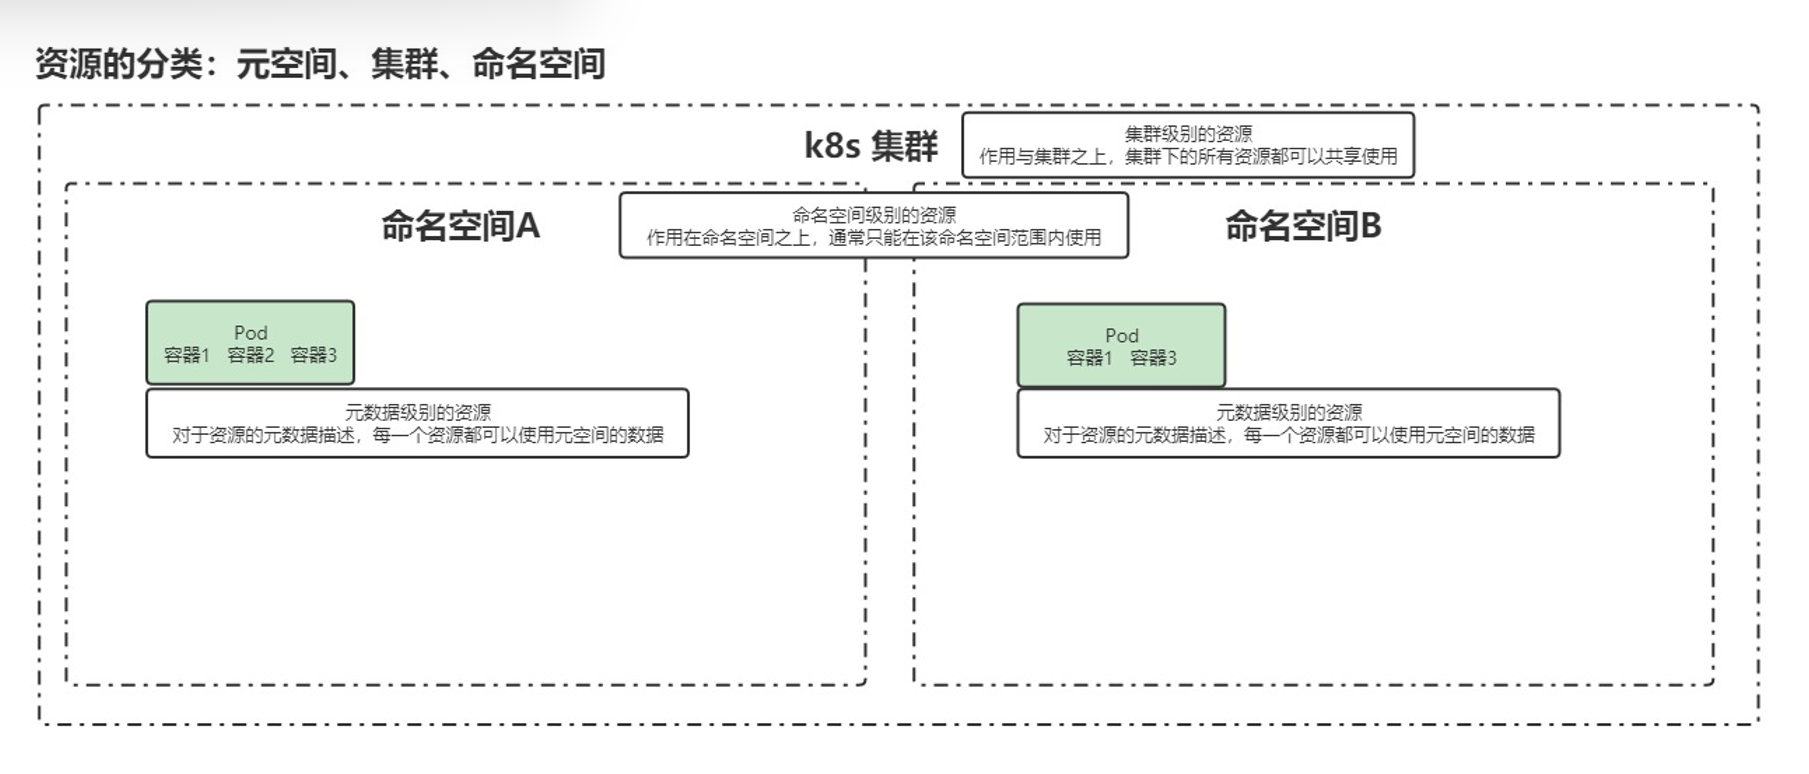 资源的分类：元空间、集群、命名空间
k8s 集群
集群级别的资源
作用与集群之上，集群下的所有资源都可以共享使用
命名空间A
命名空间级别的资源
作用在命名空间之上，通常只能在该命名空间范围内使用
命名空间B
Pod
容器1 容器2 容器3
元数据级别的资源
对于资源的元数据描述，每一个资源都可以使用元空间的数据
Pod
容器1 容器3
元数据级别的资源
对于资源的元数据描述，每一个资源都可以使用元空间的数据